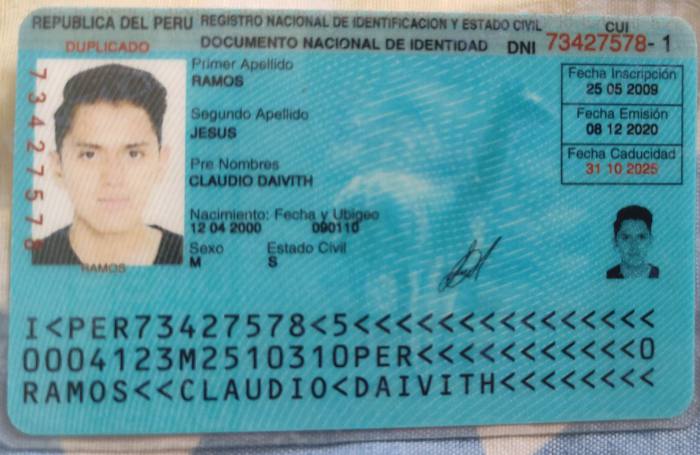 REPUBLICA DEL PERU REGISTRO NACIONAL DE IDENTIFICACION Y ESTADO CIVIL
CUI
DUPLICADO
DOCUMENTO NACIONAL DE IDENTIDAD DNI 73427578-1
73427578
Primer Apellido
RAMOS
Segundo Apellido
JESUS
Pre Nombres
CLAUDIO DAIVITH
Nacimiento: Fecha y Ubigeo
12 04 2000 090110
Sexo Estado Civil
M S
Fecha Inscripción
25 05 2009
Fecha Emisión
08 12 2020
Fecha Caducidad
31 10 2025
RAMOS
I<PER73427578<5<<<<<<<<<<<<<<<
0004123M2510310PER<<<<<<<<<<<0
RAMOS<<CLAUDIO<DAIVITH<<<<<<<<